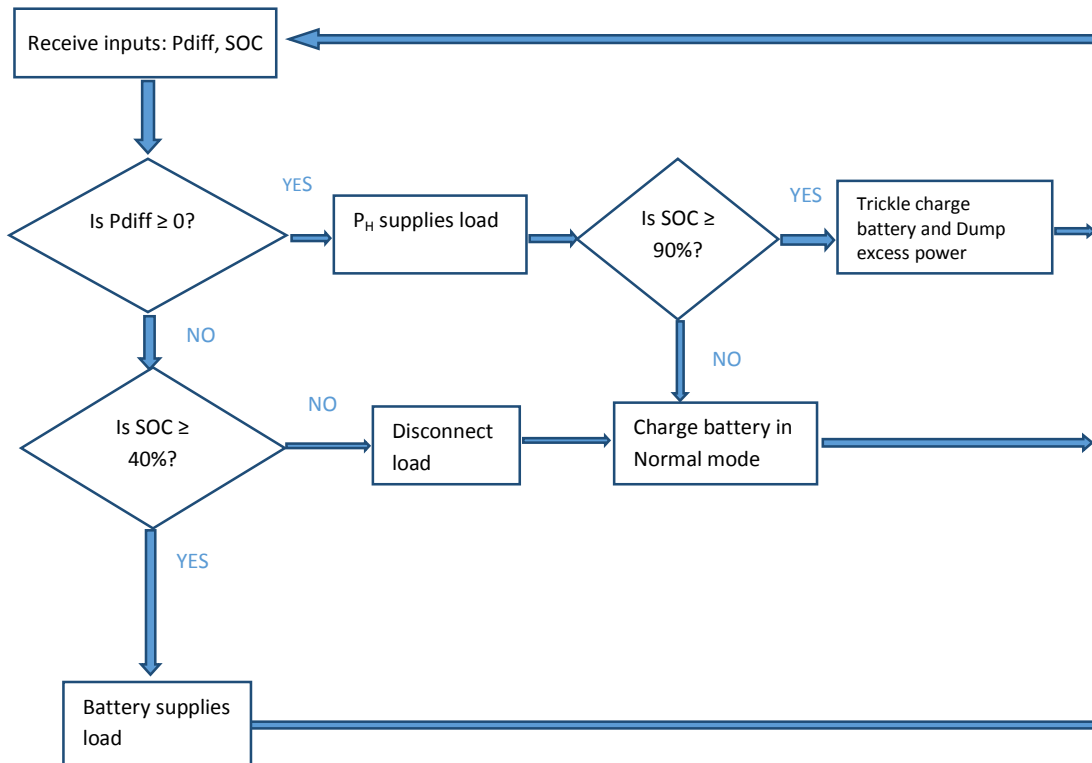 Receive inputs: Pdiff, SOC
Is Pdiff ≥ 0?
YES
P_H supplies load
Is SOC ≥
90%?
YES
Trickle charge
battery and Dump
excess power
NO
NO
Is SOC ≥
40%?
NO
Disconnect
load
Charge battery in
Normal mode
YES
Battery supplies
load